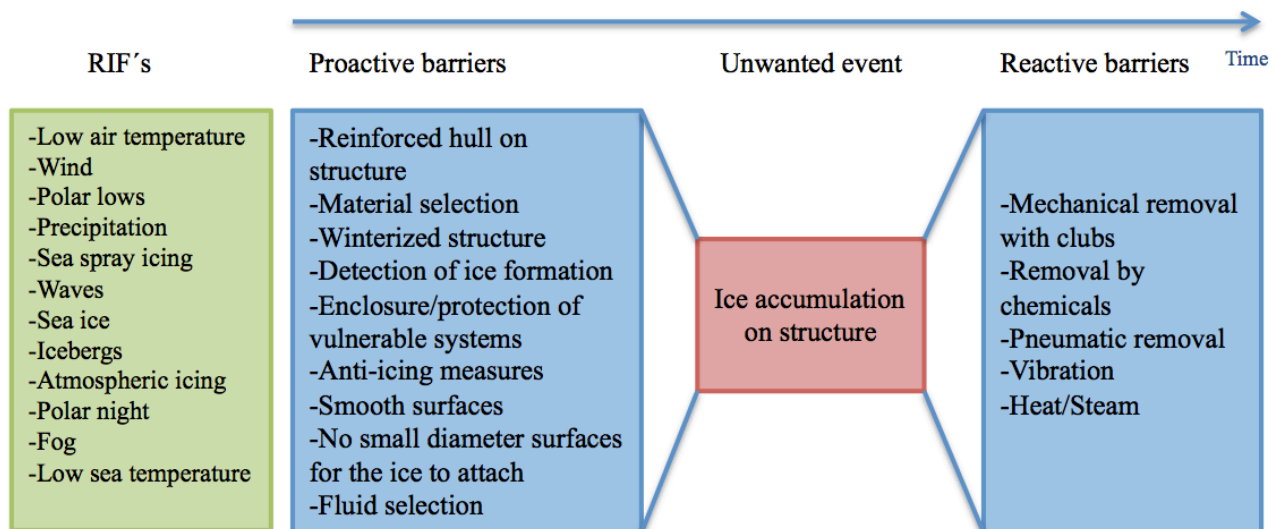 RIF´s
Proactive barriers
Unwanted event
Reactive barriers
Time
-Low air temperature
-Wind
-Polar lows
-Precipitation
-Sea spray icing
-Waves
-Sea ice
-Icebergs
-Atmospheric icing
-Polar night
-Fog
-Low sea temperature
-Reinforced hull on
structure
-Material selection
-Winterized structure
-Detection of ice formation
-Enclosure/protection of
vulnerable systems
-Anti-icing measures
-Smooth surfaces
-No small diameter surfaces
for the ice to attach
-Fluid selection
Ice accumulation
on structure
-Mechanical removal
with clubs
-Removal by
chemicals
-Pneumatic removal
-Vibration
-Heat/Steam